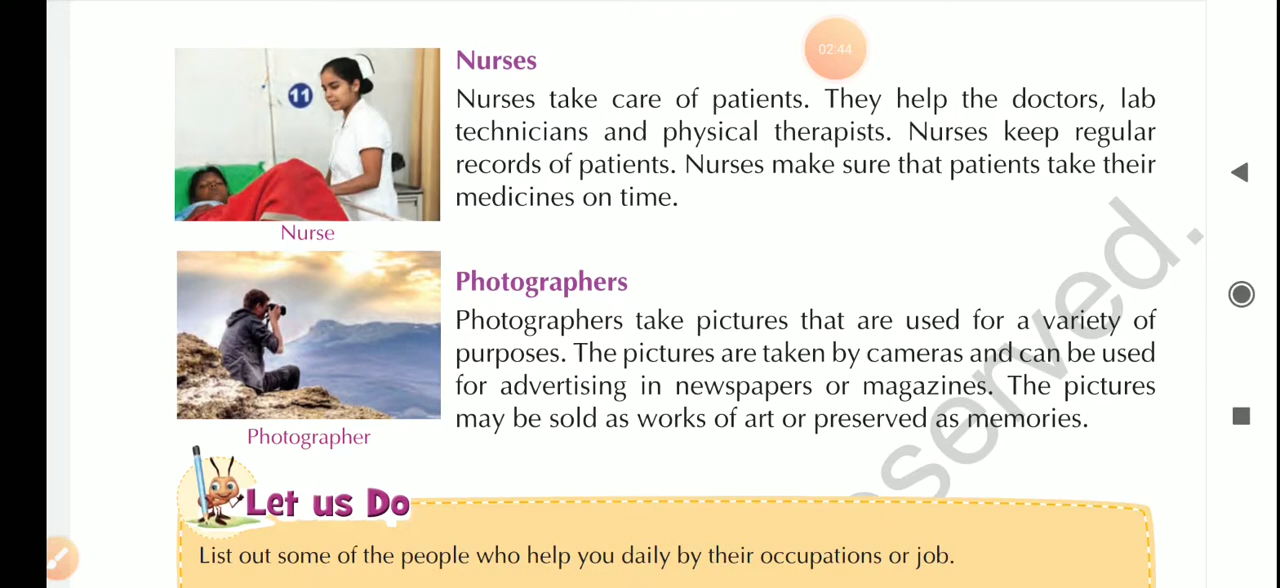 02:44
11
Nurses
Nurses take care of patients. They help the doctors, lab
technicians and physical therapists. Nurses keep regular
records of patients. Nurses make sure that patients take their
medicines on time.
Nurse
Photographers
Photographers take pictures that are used for a variety of
purposes. The pictures are taken by cameras and can be used
for advertising in newspapers or magazines. The pictures
may be sold as works of art or preserved as memories.
Photographer
Let us Do
List out some of the people who help you daily by their occupations or job.